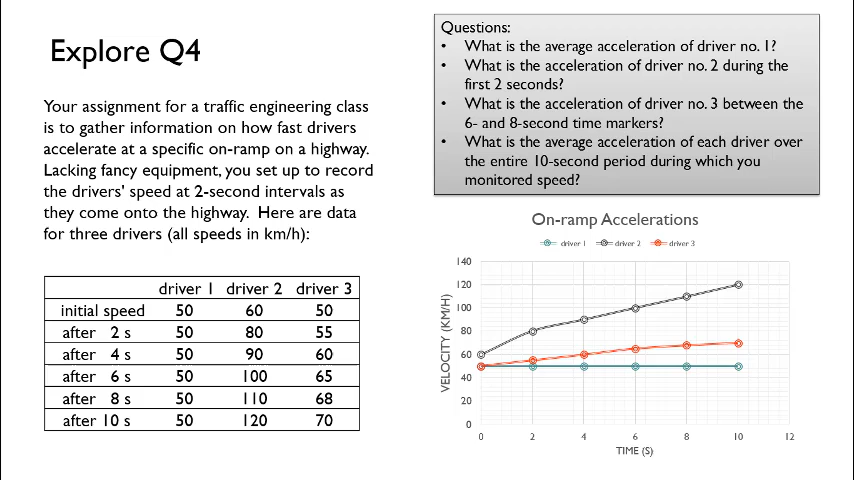 Explore Q4
Your assignment for a traffic engineering class
is to gather information on how fast drivers
accelerate at a specific on-ramp on a highway.
Lacking fancy equipment, you set up to record
the drivers' speed at 2-second intervals as
they come onto the highway.  Here are data
for three drivers (all speeds in km/h):
driver 1 driver 2 driver 3
initial speed 50 60 50
after 2 s 50 80 55
after 4 s 50 90 60
after 6 s 50 100 65
after 8 s 50 110 68
after 10 s 50 120 70
Questions:
• What is the average acceleration of driver no. 1?
• What is the acceleration of driver no. 2 during the
first 2 seconds?
• What is the acceleration of driver no. 3 between the
6- and 8-second time markers?
• What is the average acceleration of each driver over
the entire 10-second period during which you
monitored speed?
On-ramp Accelerations
driver 1 driver 2 driver 3
VELOCITY (KM/H)
140
120
100
80
60
40
20
0
0 2 4 6 8 10 12
TIME (S)